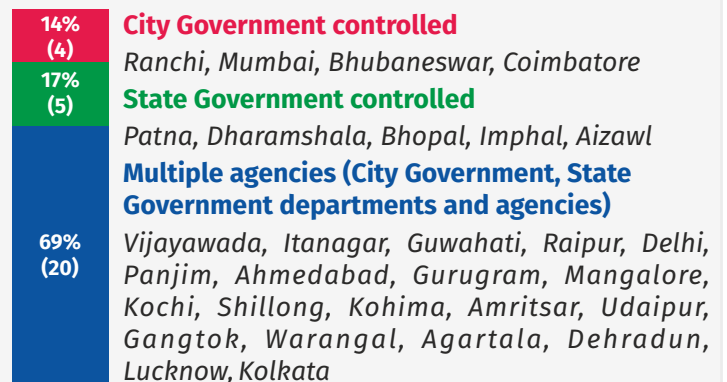 14%
(4)
City Government controlled
Ranchi, Mumbai, Bhubaneswar, Coimbatore
17%
(5)
State Government controlled
Patna, Dharamshala, Bhopal, Imphal, Aizawl
69%
(20)
Multiple agencies (City Government, State
Government departments and agencies)
Vijayawada, Itanagar, Guwahati, Raipur, Delhi,
Panjim, Ahmedabad, Gurugram, Mangalore,
Kochi, Shillong, Kohima, Amritsar, Udaipur,
Gangtok, Warangal, Agartala, Dehradun,
Lucknow, Kolkata